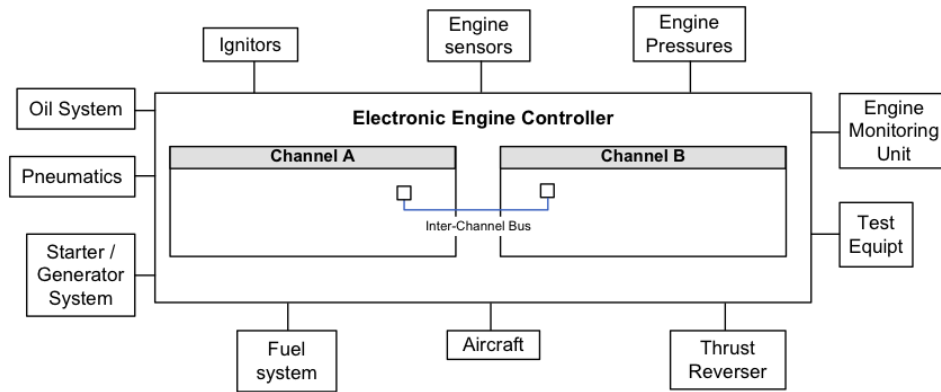 Ignitors
Engine
sensors
Engine
Pressures
Oil System
Pneumatics
Starter /
Generator
System
Electronic Engine Controller
Channel A
Channel B
Inter-Channel Bus
Engine
Monitoring
Unit
Test
Equipt
Fuel
system
Aircraft
Thrust
Reverser